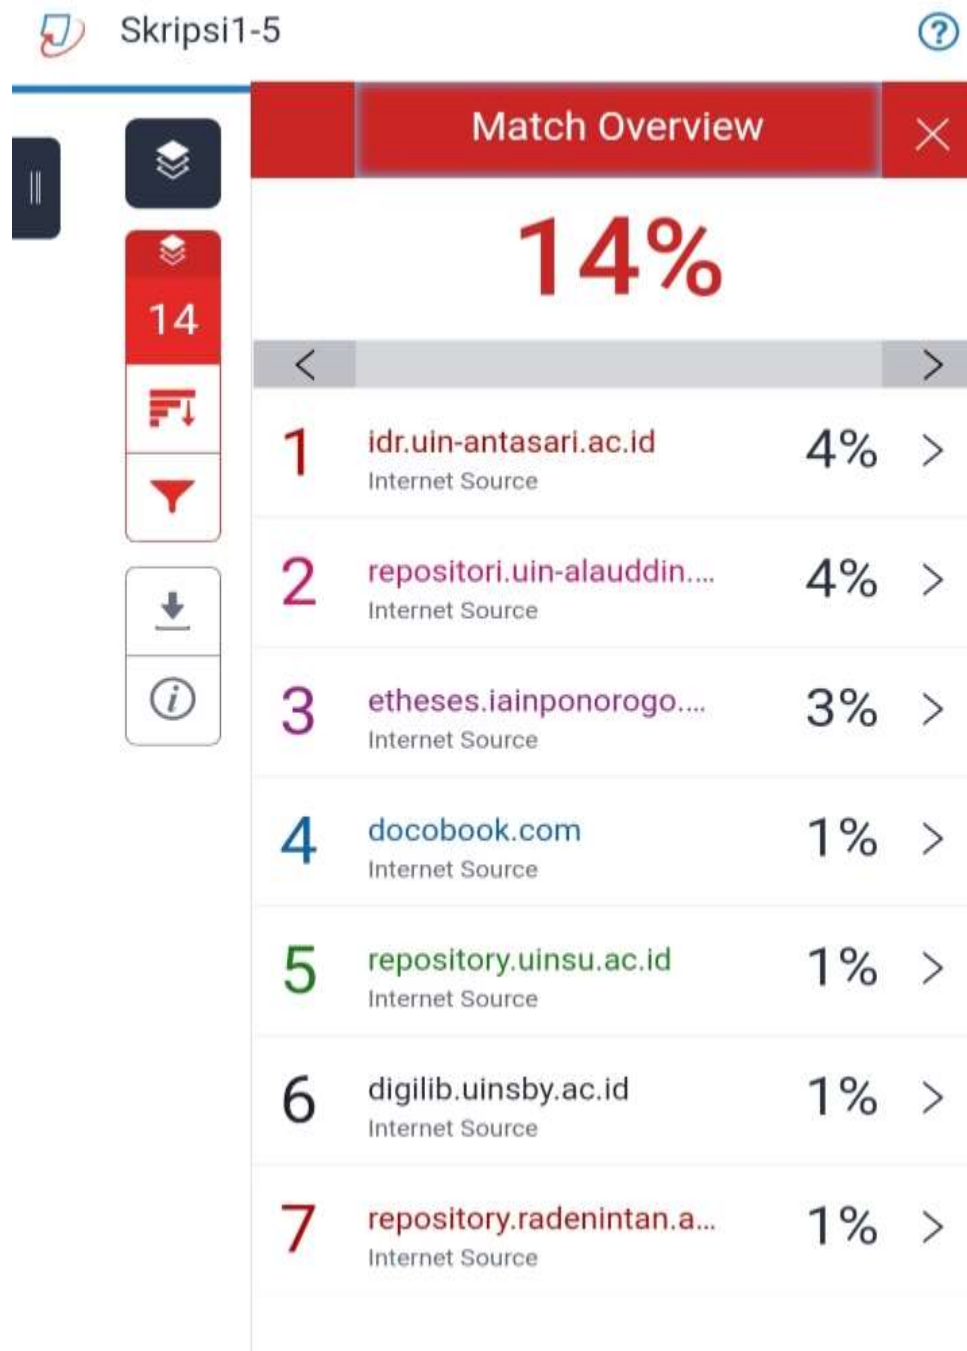 Skripsi1-5
?
Match Overview
14%
14
1 idr.uin-antasari.ac.id 4%
Internet Source
2 repositori.uin-alauddin.... 4%
Internet Source
3 etheses.iainponorogo.... 3%
Internet Source
4 docobook.com 1%
Internet Source
5 repository.uinsu.ac.id 1%
Internet Source
6 digilib.uinsby.ac.id 1%
Internet Source
7 repository.radenintan.a... 1%
Internet Source